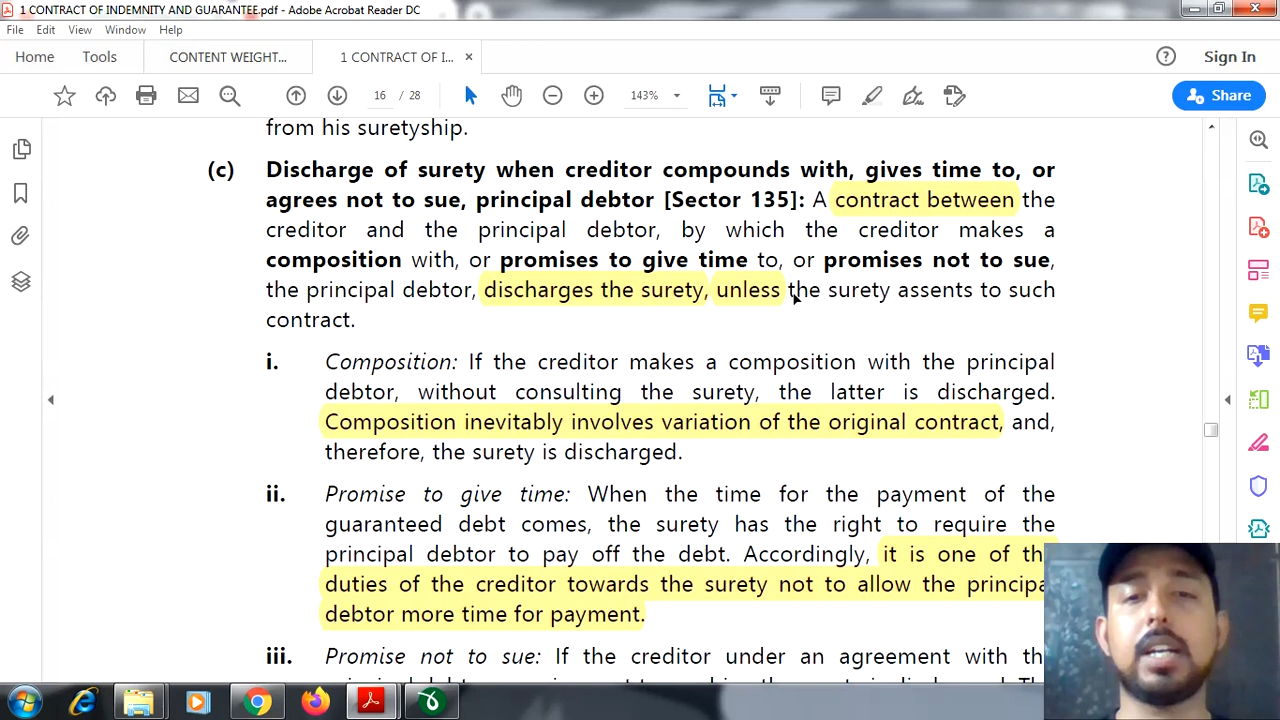 1 CONTRACT OF INDEMNITY AND GUARANTEE.pdf - Adobe Acrobat Reader DC
File Edit View Window Help
Home Tools CONTENT WEIGHT... 1 CONTRACT OF I... ×
Sign In
16 / 28 143% Share
from his suretyship.
(c) Discharge of surety when creditor compounds with, gives time to, or
agrees not to sue, principal debtor [Sector 135]: A contract between the
creditor and the principal debtor, by which the creditor makes a
composition with, or promises to give time to, or promises not to sue,
the principal debtor, discharges the surety, unless the surety assents to such
contract.
i. Composition: If the creditor makes a composition with the principal
debtor, without consulting the surety, the latter is discharged.
Composition inevitably involves variation of the original contract, and,
therefore, the surety is discharged.
ii. Promise to give time: When the time for the payment of the
guaranteed debt comes, the surety has the right to require the
principal debtor to pay off the debt. Accordingly, it is one of th
duties of the creditor towards the surety not to allow the principa
debtor more time for payment.
iii. Promise not to sue: If the creditor under an agreement with th